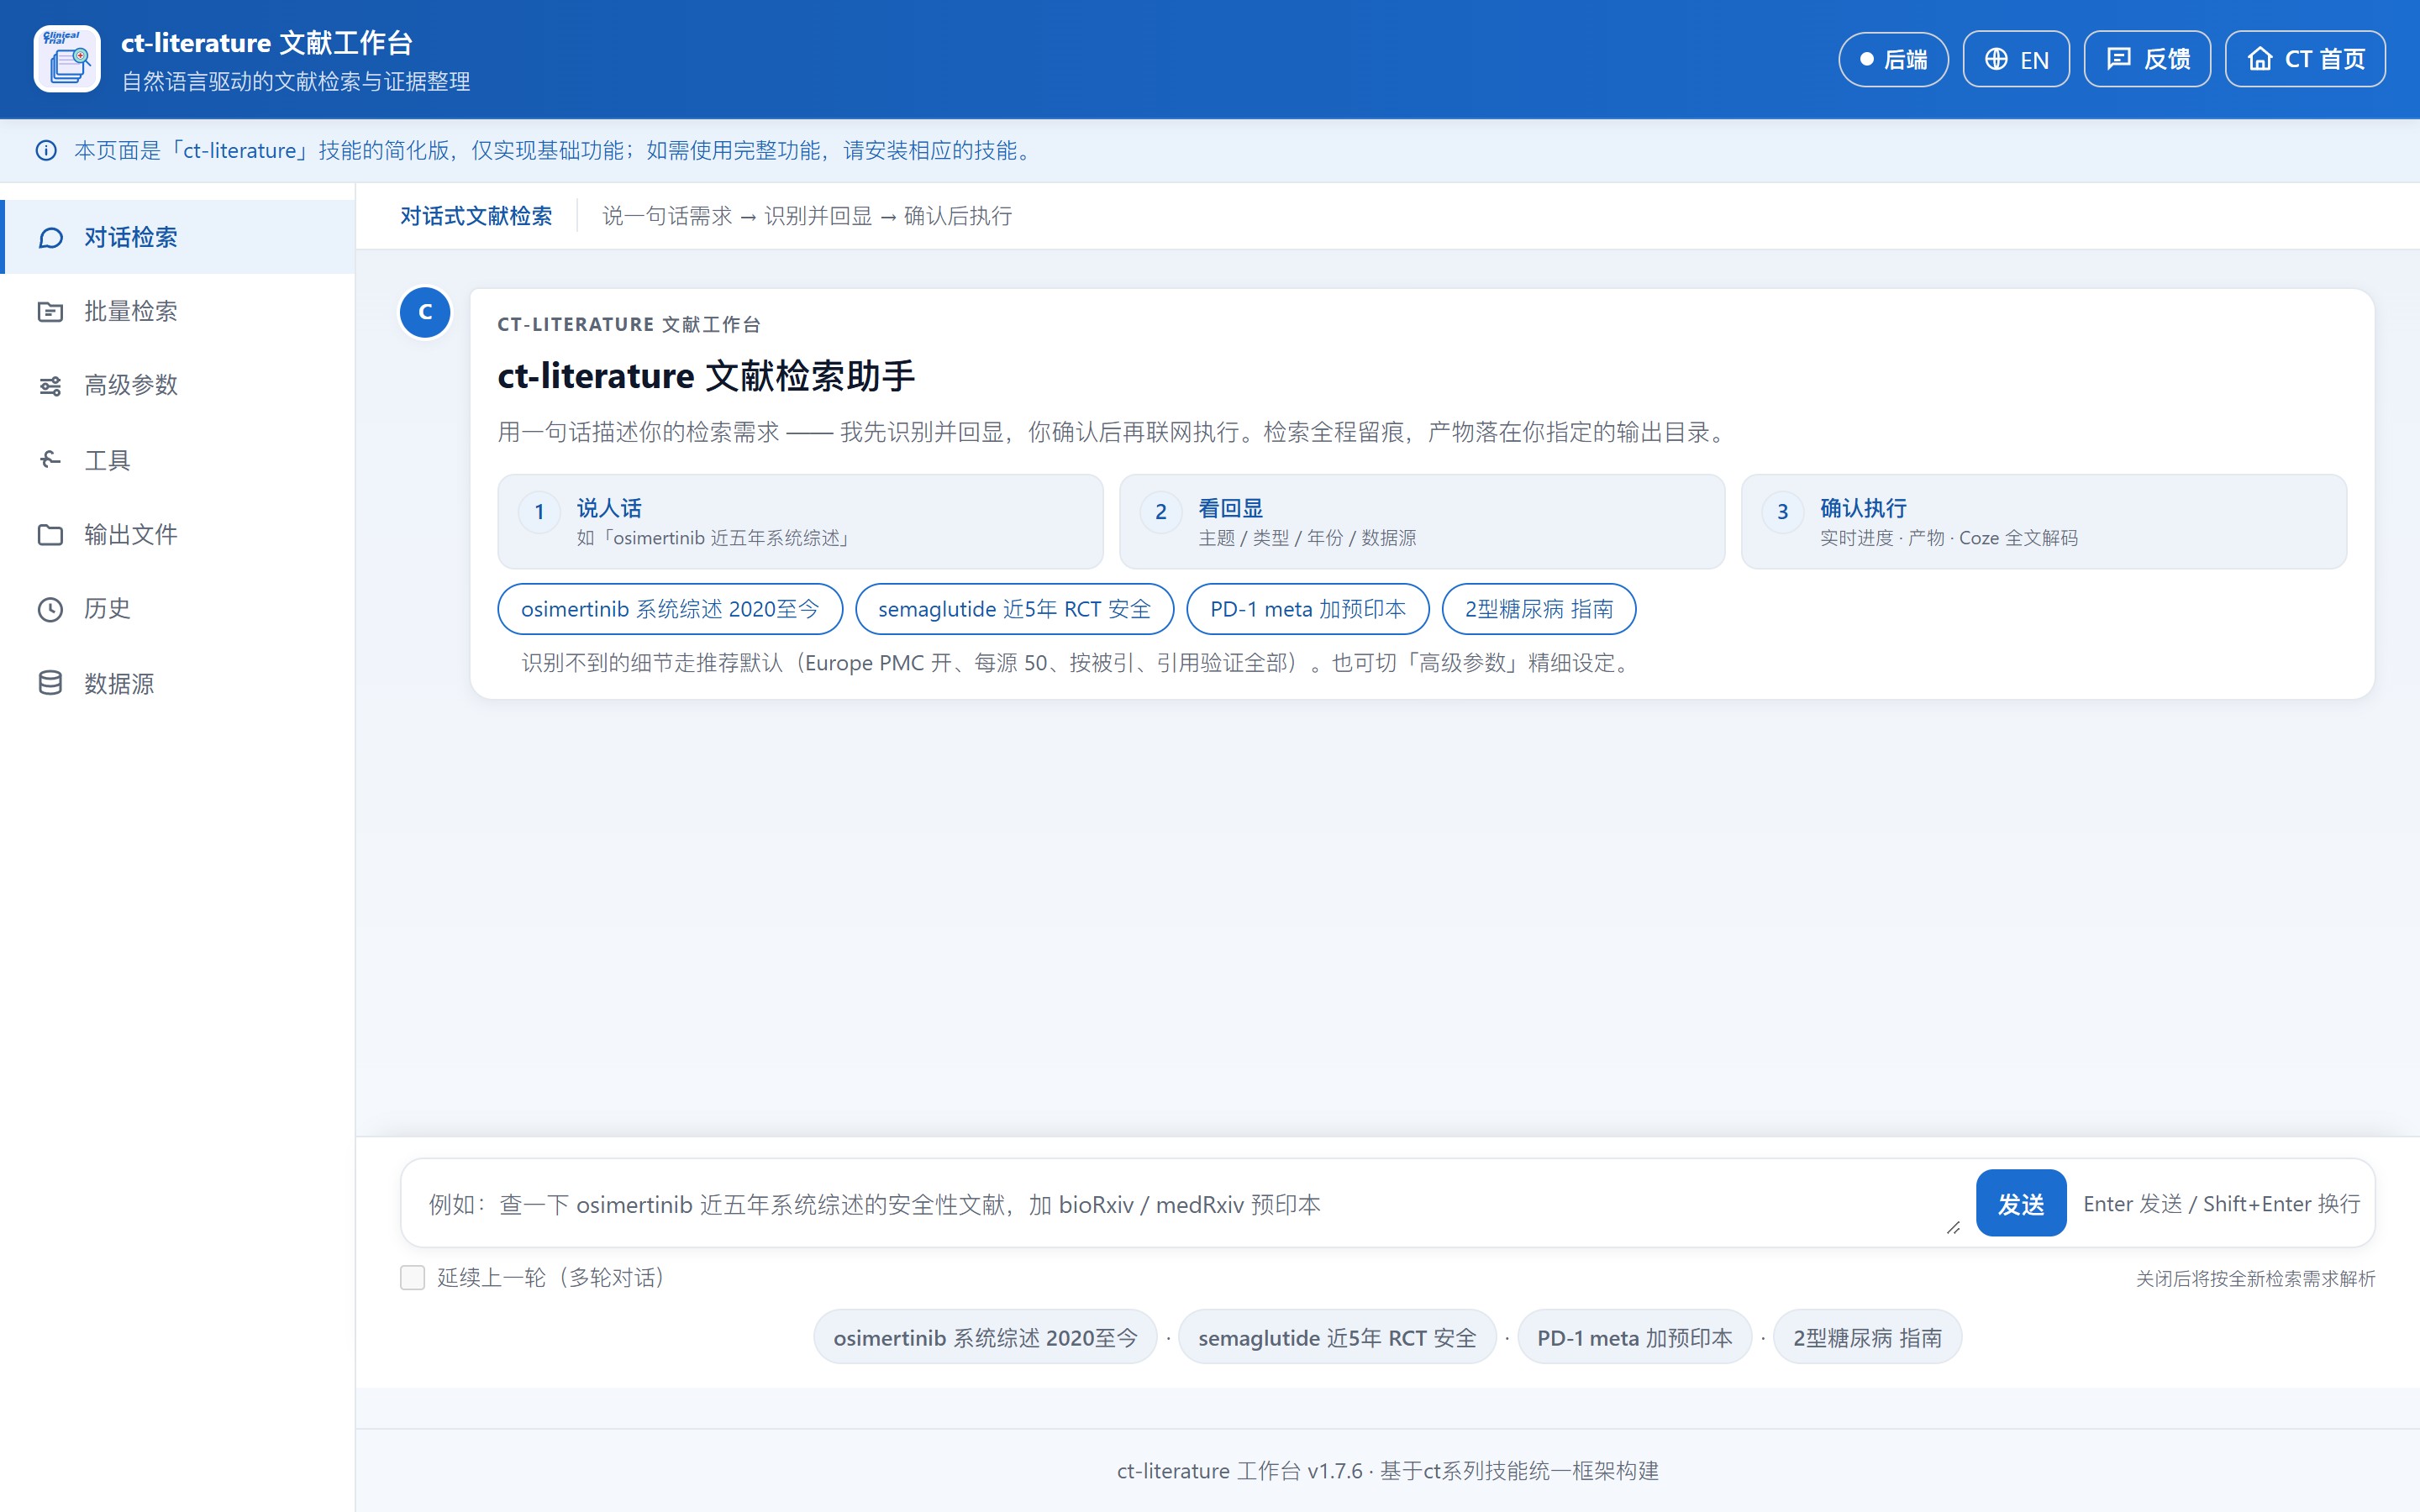 Clinical
Trial
ct-literature 文献工作台
自然语言驱动的文献检索与证据整理
后端
EN
反馈
CT 首页
本页面是「ct-literature」技能的简化版，仅实现基础功能；如需使用完整功能，请安装相应的技能。
对话检索
批量检索
高级参数
工具
输出文件
历史
数据源
对话式文献检索
说一句话需求 → 识别并回显 → 确认后执行
C
CT-LITERATURE 文献工作台
ct-literature 文献检索助手
用一句话描述你的检索需求 —— 我先识别并回显，你确认后再联网执行。检索全程留痕，产物落在你指定的输出目录。
1
说人话
如「osimertinib 近五年系统综述」
2
看回显
主题 / 类型 / 年份 / 数据源
3
确认执行
实时进度 · 产物 · Coze 全文解码
osimertinib 系统综述 2020至今
semaglutide 近5年 RCT 安全
PD-1 meta 加预印本
2型糖尿病 指南
识别不到的细节走推荐默认（Europe PMC 开、每源 50、按被引、引用验证全部）。也可切「高级参数」精细设定。
例如：查一下 osimertinib 近五年系统综述的安全性文献，加 bioRxiv / medRxiv 预印本
发送
Enter 发送 / Shift+Enter 换行
延续上一轮（多轮对话）
关闭后将按全新检索需求解析
osimertinib 系统综述 2020至今 · semaglutide 近5年 RCT 安全 · PD-1 meta 加预印本 · 2型糖尿病 指南
ct-literature 工作台 v1.7.6 · 基于ct系列技能统一框架构建